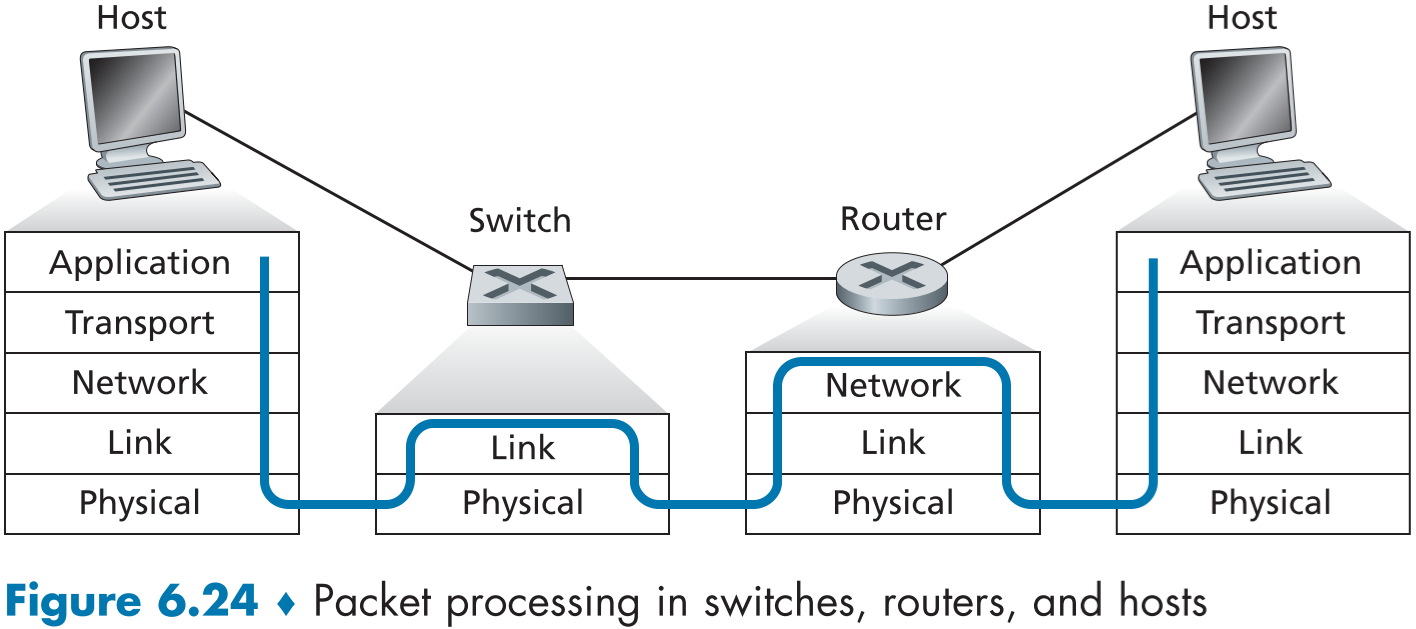 Host
Host
Switch
Router
Application
Transport
Network
Link
Physical
Link
Physical
Network
Link
Physical
Application
Transport
Network
Link
Physical
Figure 6.24 ♦ Packet processing in switches, routers, and hosts